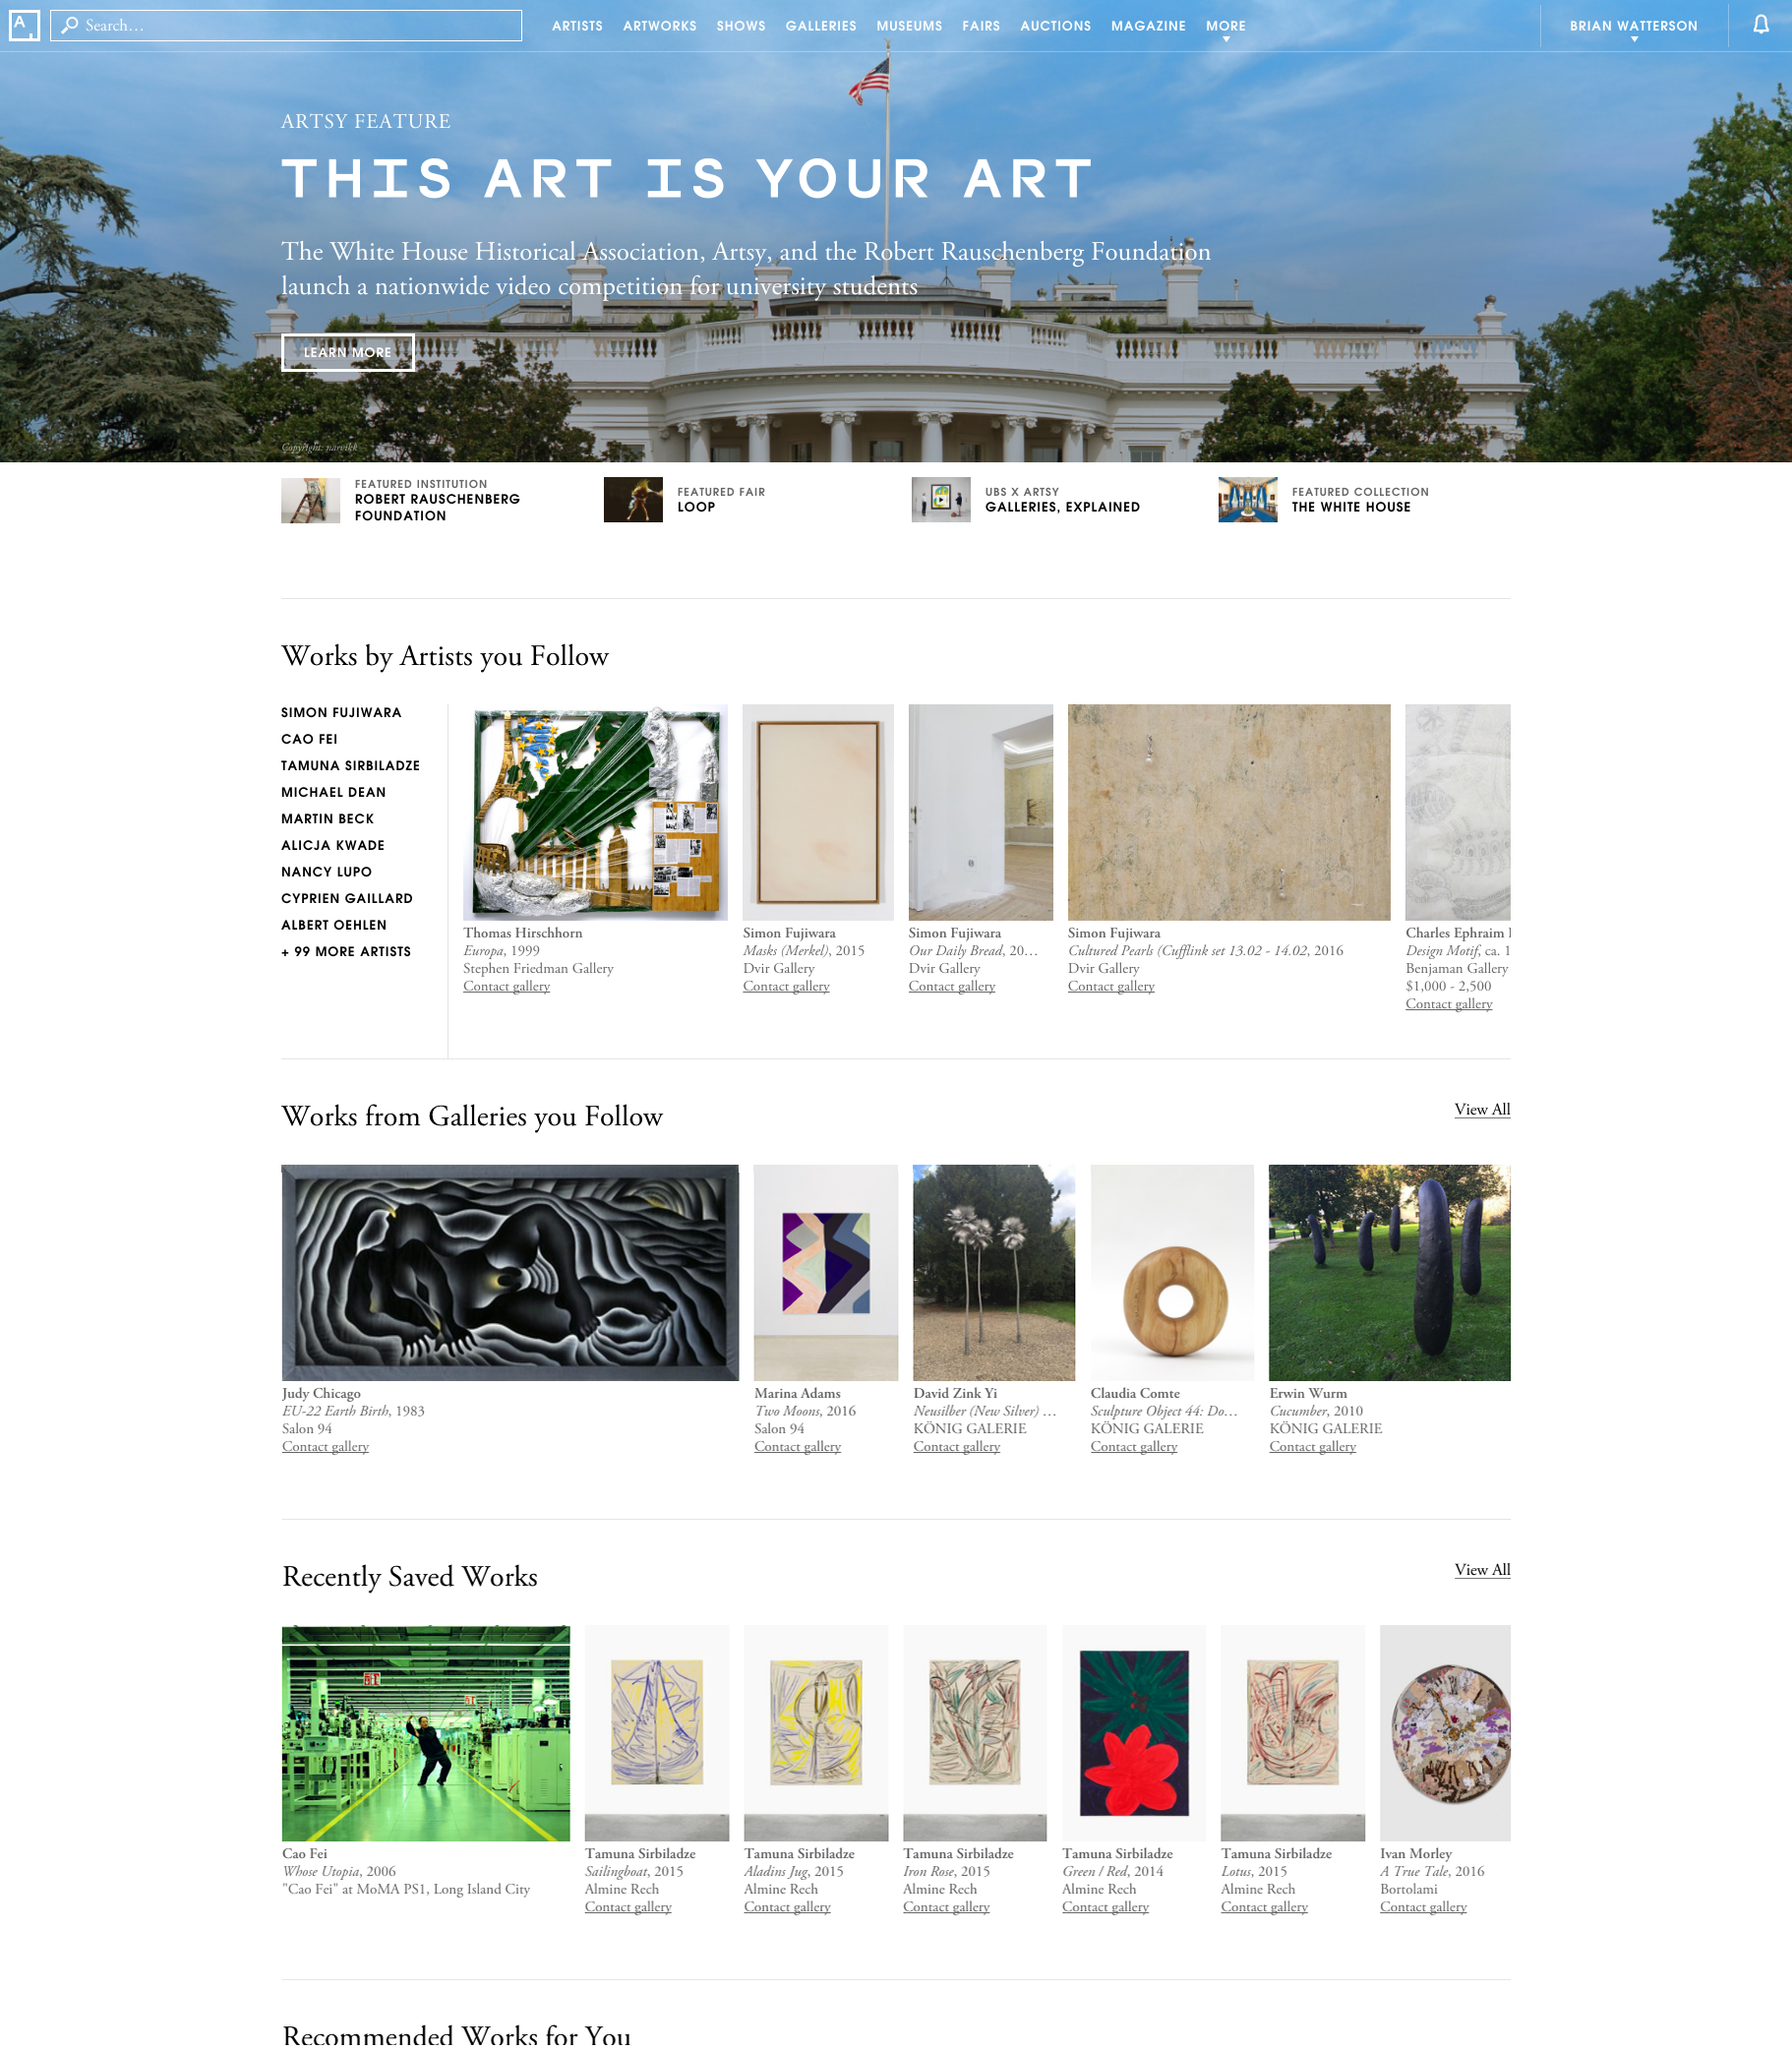 A
Search…
ARTISTS ARTWORKS SHOWS GALLERIES MUSEUMS FAIRS AUCTIONS MAGAZINE MORE
BRIAN WATTERSON
ARTSY FEATURE
THIS ART IS YOUR ART
The White House Historical Association, Artsy, and the Robert Rauschenberg Foundation
launch a nationwide video competition for university students
LEARN MORE
Copyright: narvikk
FEATURED INSTITUTION
ROBERT RAUSCHENBERG
FOUNDATION
FEATURED FAIR
LOOP
UBS X ARTSY
GALLERIES, EXPLAINED
FEATURED COLLECTION
THE WHITE HOUSE
Works by Artists you Follow
SIMON FUJIWARA
CAO FEI
TAMUNA SIRBILADZE
MICHAEL DEAN
MARTIN BECK
ALICJA KWADE
NANCY LUPO
CYPRIEN GAILLARD
ALBERT OEHLEN
+ 99 MORE ARTISTS
Thomas Hirschhorn
Europa, 1999
Stephen Friedman Gallery
Contact gallery
Simon Fujiwara
Masks (Merkel), 2015
Dvir Gallery
Contact gallery
Simon Fujiwara
Our Daily Bread, 20…
Dvir Gallery
Contact gallery
Simon Fujiwara
Cultured Pearls (Cufflink set 13.02 - 14.02, 2016
Dvir Gallery
Contact gallery
Charles Ephraim
Design Motif, ca. 1
Benjaman Gallery
$1,000 - 2,500
Contact gallery
Works from Galleries you Follow
View All
Judy Chicago
EU-22 Earth Birth, 1983
Salon 94
Contact gallery
Marina Adams
Two Moons, 2016
Salon 94
Contact gallery
David Zink Yi
Neusilber (New Silver) …
KÖNIG GALERIE
Contact gallery
Claudia Comte
Sculpture Object 44: Do…
KÖNIG GALERIE
Contact gallery
Erwin Wurm
Cucumber, 2010
KÖNIG GALERIE
Contact gallery
Recently Saved Works
View All
Cao Fei
Whose Utopia, 2006
"Cao Fei" at MoMA PS1, Long Island City
Tamuna Sirbiladze
Sailingboat, 2015
Almine Rech
Contact gallery
Tamuna Sirbiladze
Aladins Jug, 2015
Almine Rech
Contact gallery
Tamuna Sirbiladze
Iron Rose, 2015
Almine Rech
Contact gallery
Tamuna Sirbiladze
Green / Red, 2014
Almine Rech
Contact gallery
Tamuna Sirbiladze
Lotus, 2015
Almine Rech
Contact gallery
Ivan Morley
A True Tale, 2016
Bortolami
Contact gallery
Recommended Works for You